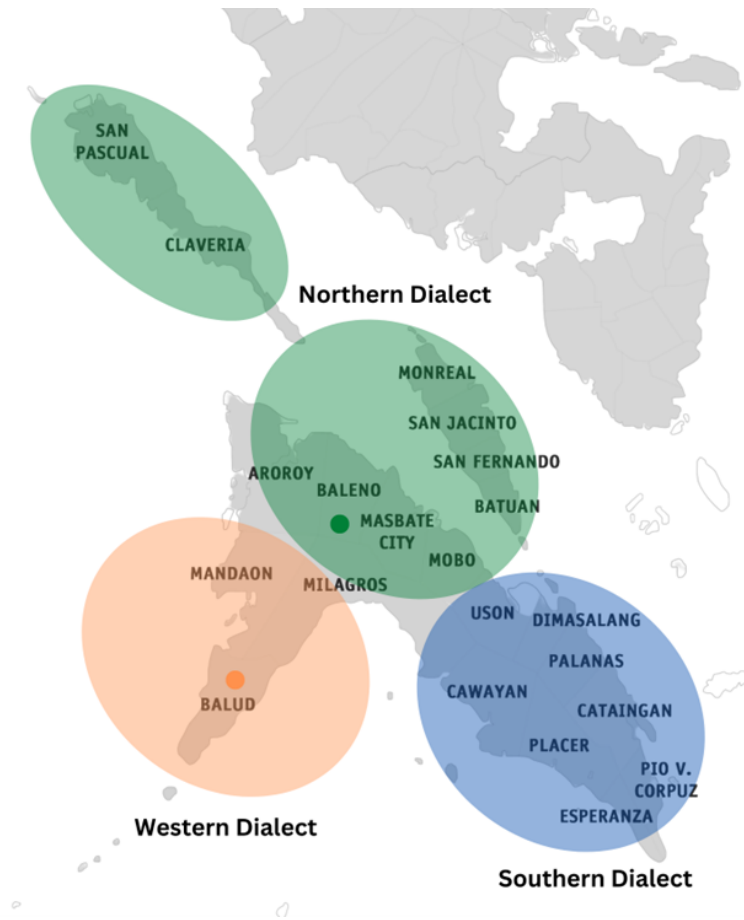 SAN
PASCUAL
CLAVERIA
Northern Dialect
MONREAL
SAN JACINTO
SAN FERNANDO
AROROY
BALENO
BATUAN
MASBATE
CITY
MOBO
MANDAON
MILAGROS
USON
DIMASALANG
PALANAS
CAWAYAN
BALUD
CATAINGAN
PLACER
PIO V.
CORPUZ
ESPERANZA
Western Dialect
Southern Dialect